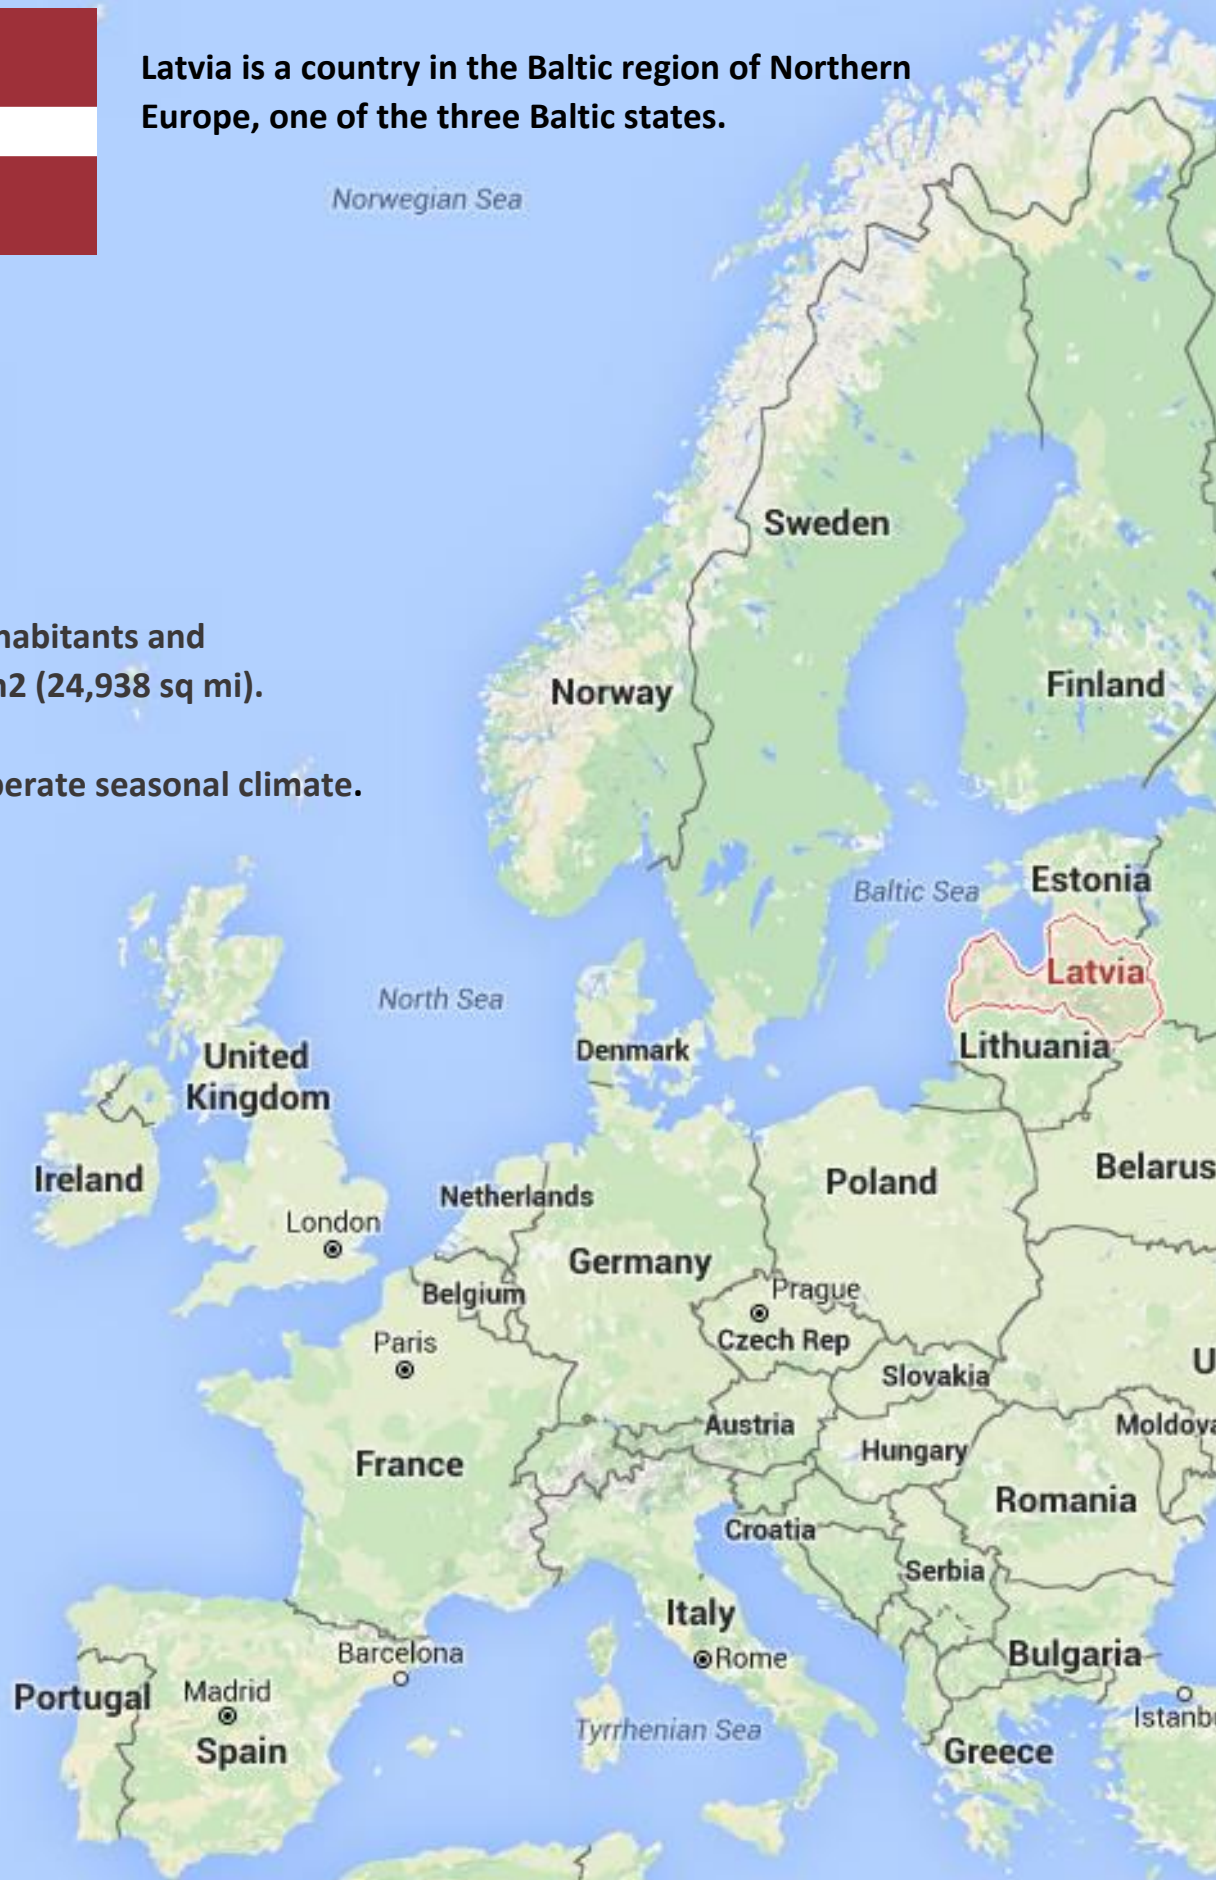 Latvia is a country in the Baltic region of Northern
Europe, one of the three Baltic states.
Norwegian Sea
Sweden
habitants and
m2 (24,938 sq mi).
Norway
Finland
perate seasonal climate.
Estonia
Baltic Sea
Latvia
North Sea
Lithuania
Denmark
United
Kingdom
Belarus
Ireland
Poland
Netherlands
London
Germany
Belgium
Prague
Czech Rep
Paris
Slovakia
U
Austria
Moldova
Hungary
France
Romania
Croatia
Serbia
Italy
Barcelona
Rome
Bulgaria
Portugal
Madrid
Istanb
Tyrrhenian Sea
Spain
Greece